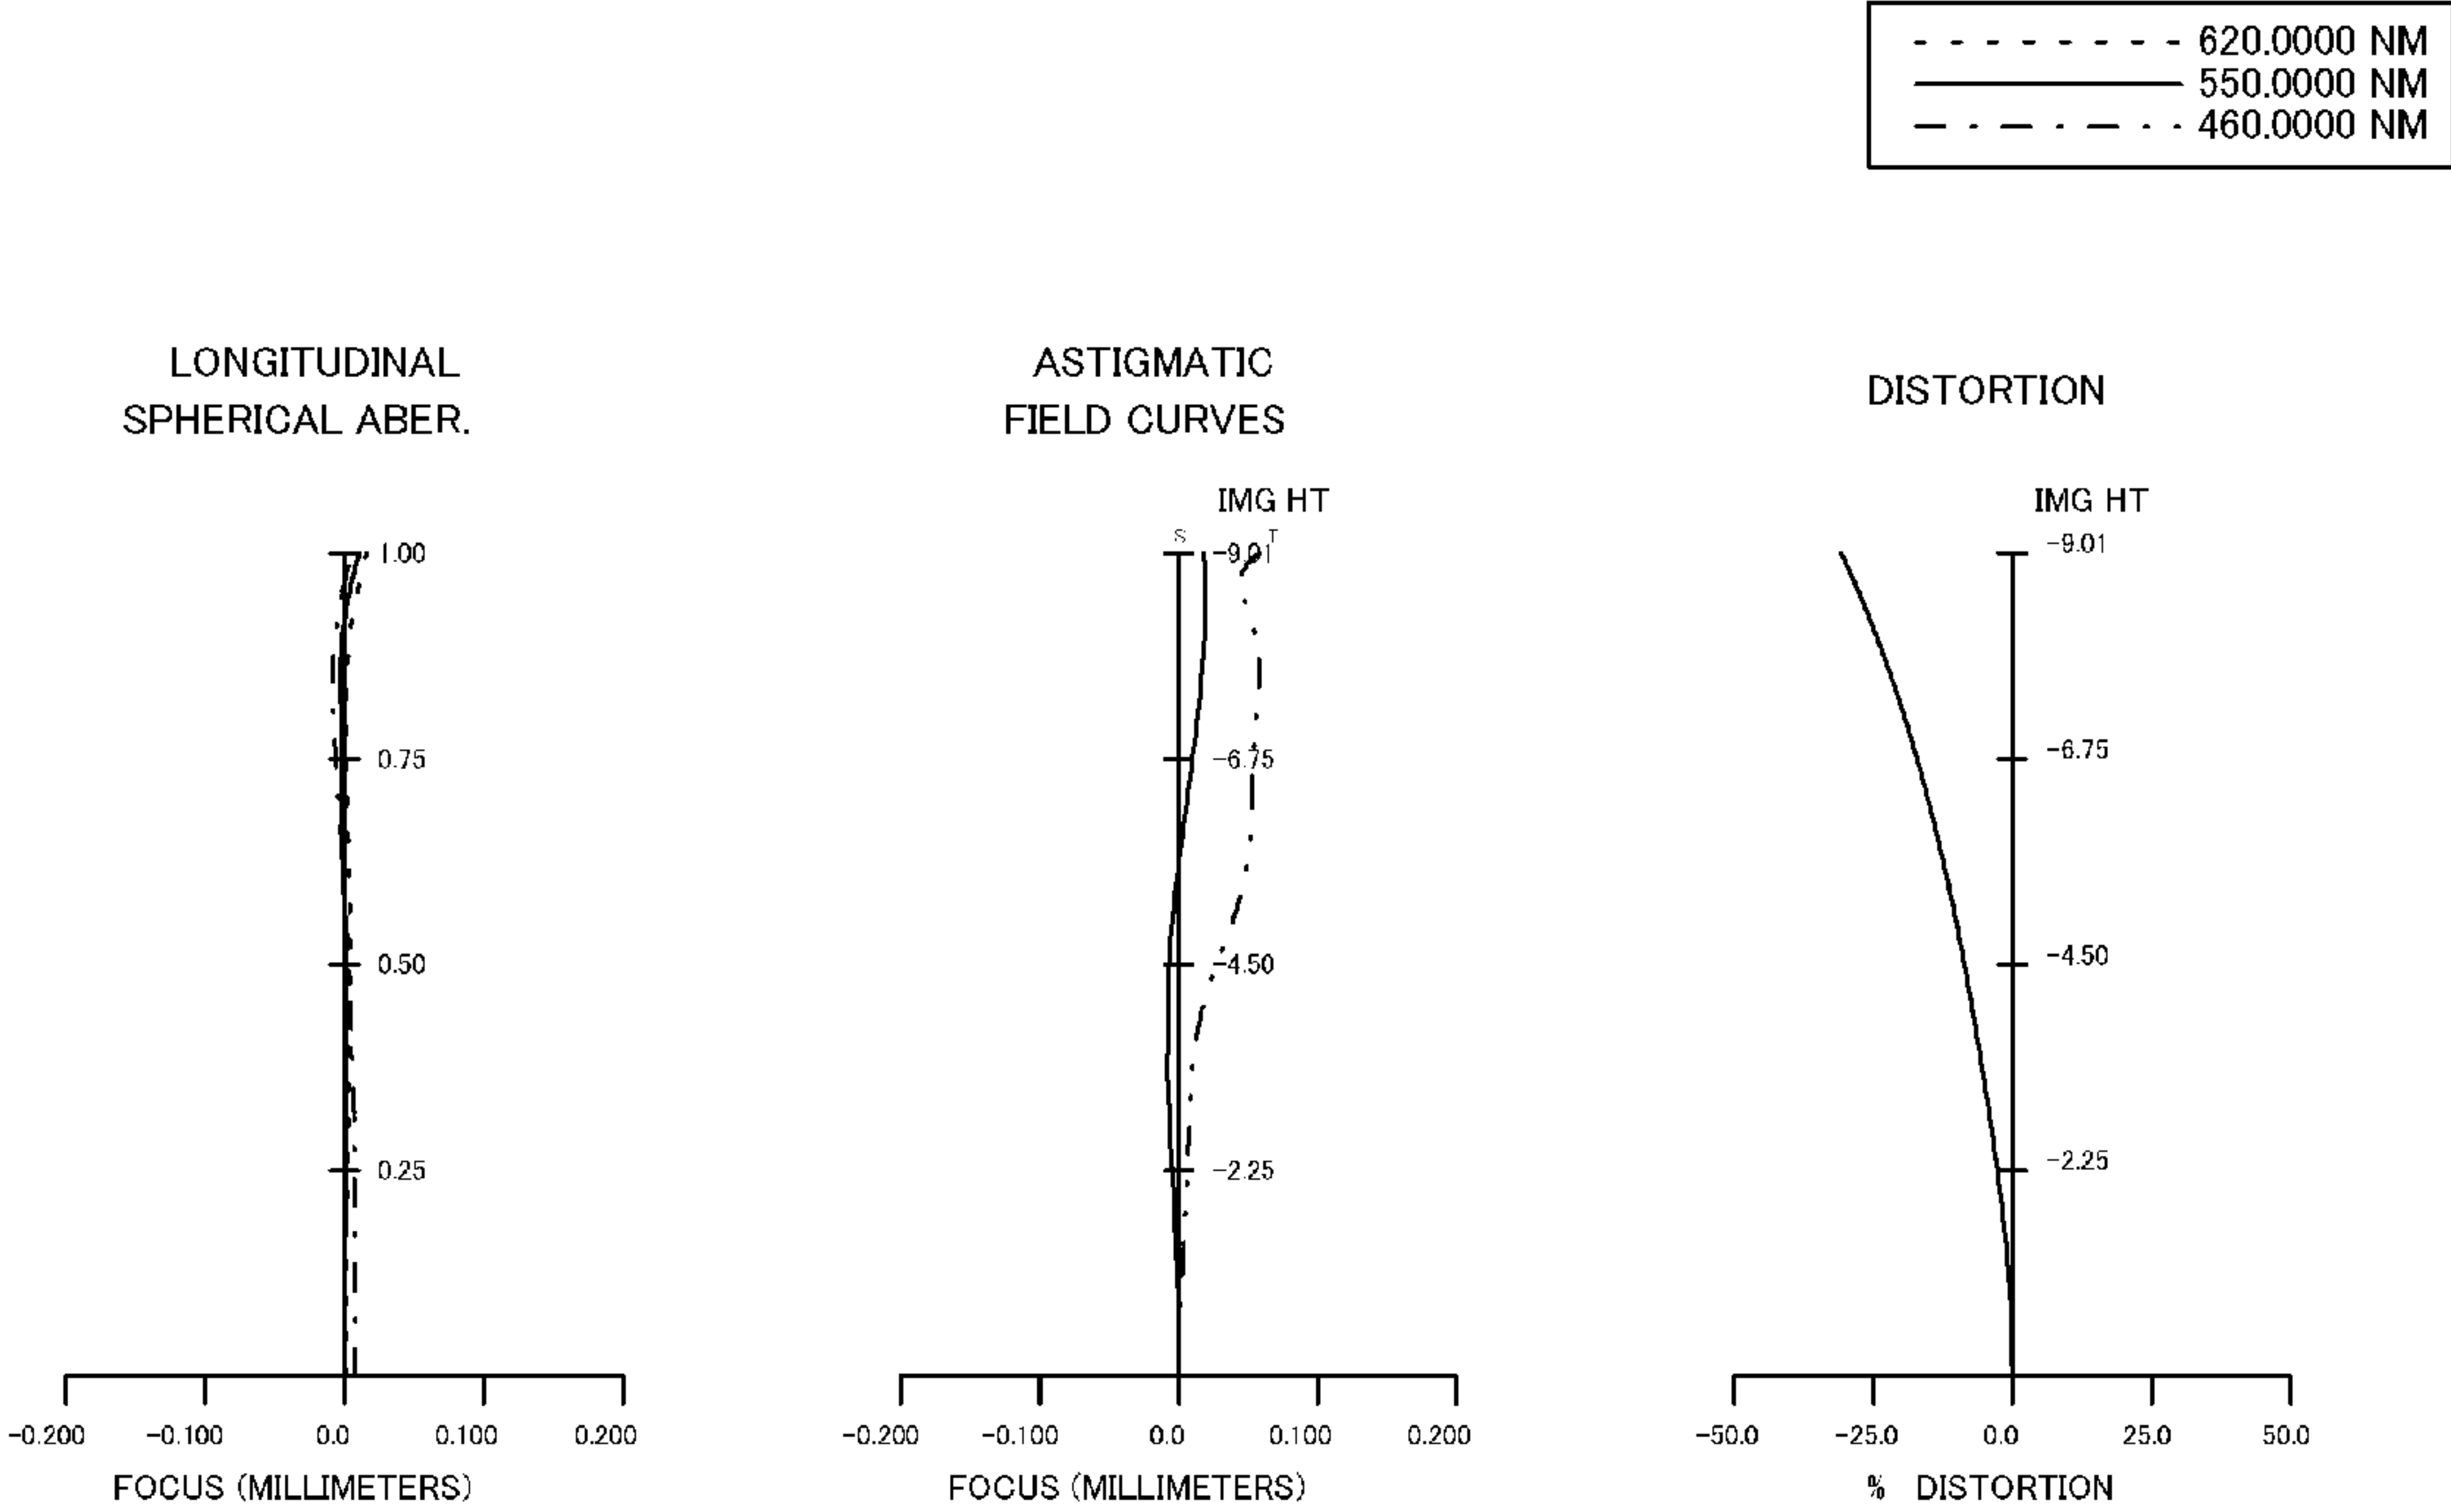 620.0000 NM
550.0000 NM
460.0000 NM
LONGITUDINAL
SPHERICAL ABER.
1.00
0.75
0.50
0.25
-0.200 -0.100 0.0 0.100 0.200
FOCUS (MILLIMETERS)
ASTIGMATIC
FIELD CURVES
IMG HT
S T
-9.01
-6.75
-4.50
-2.25
-0.200 -0.100 0.0 0.100 0.200
FOCUS (MILLIMETERS)
DISTORTION
IMG HT
-9.01
-6.75
-4.50
-2.25
-50.0 -25.0 0.0 25.0 50.0
% DISTORTION